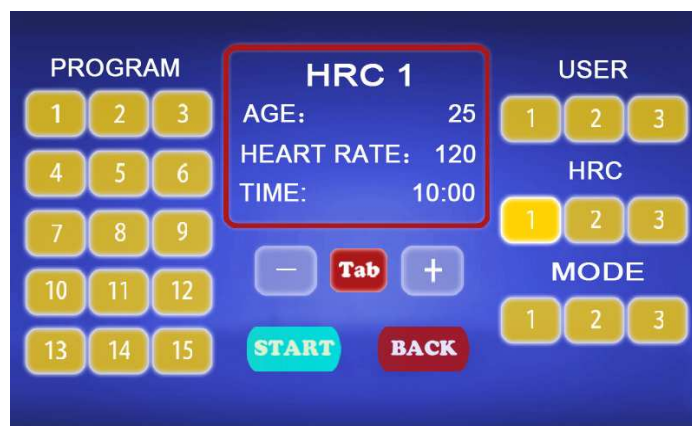 PROGRAM
1 2 3
4 5 6
7 8 9
10 11 12
13 14 15
HRC 1
AGE: 25
HEART RATE: 120
TIME: 10:00
− Tab +
START BACK
USER
1 2 3
HRC
1 2 3
MODE
1 2 3